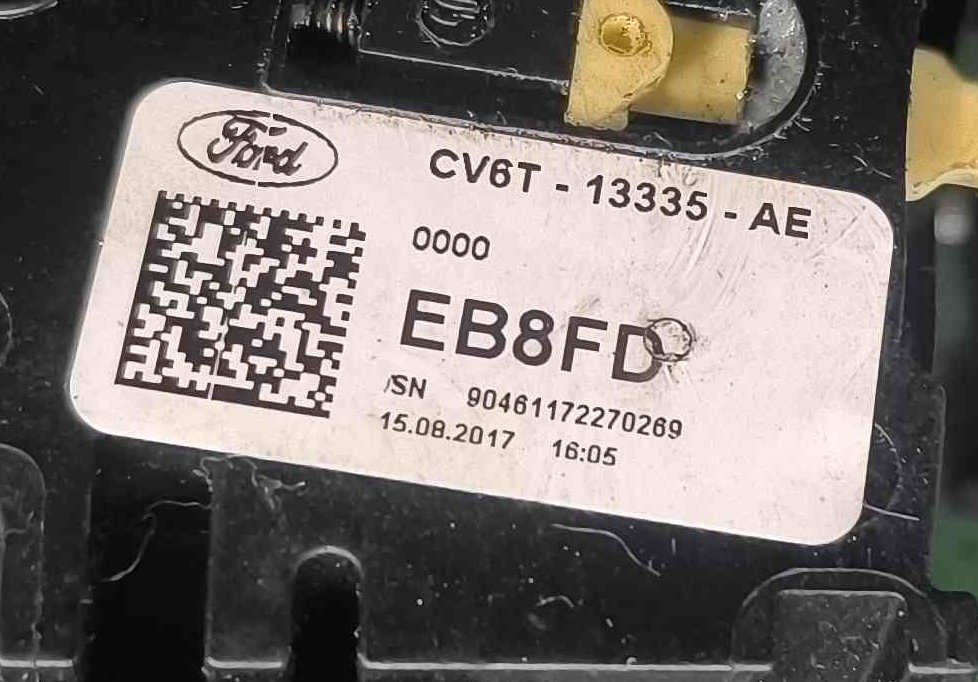 Ford
CV6T - 13335 - AE
0000
EB8FD
/SN 90461172270269
15.08.2017 16:05